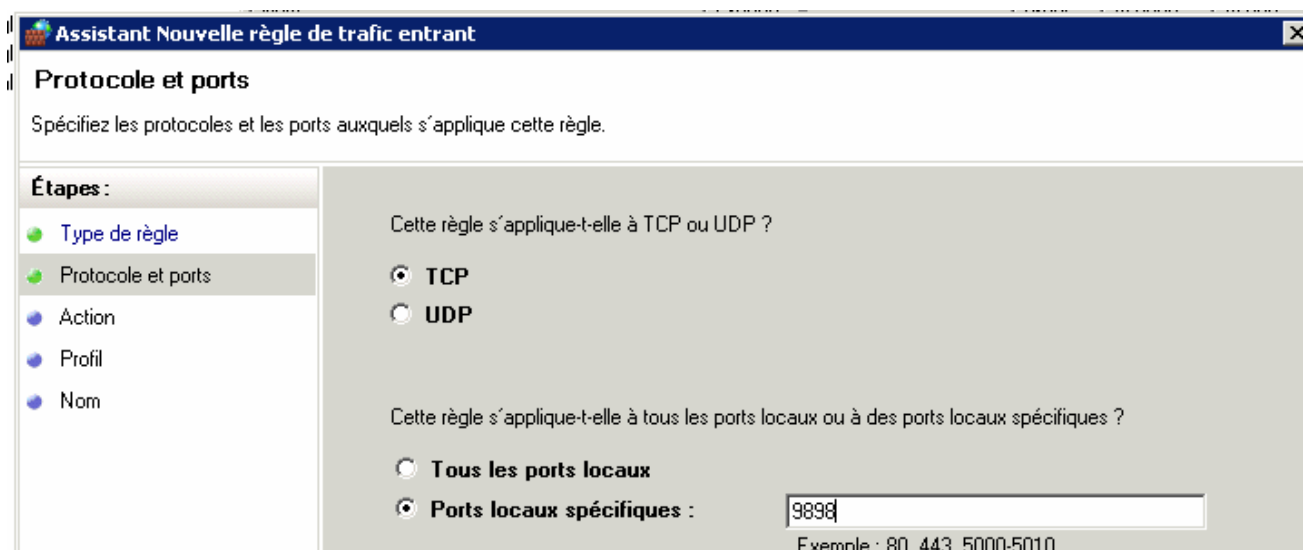 Assistant Nouvelle règle de trafic entrant
Protocole et ports
Spécifiez les protocoles et les ports auxquels s´applique cette règle.
Étapes :
Type de règle
Protocole et ports
Action
Profil
Nom
Cette règle s´applique-t-elle à TCP ou UDP ?
TCP
UDP
Cette règle s´applique-t-elle à tous les ports locaux ou à des ports locaux spécifiques ?
Tous les ports locaux
Ports locaux spécifiques : 9898
Exemple : 80, 443, 5000-5010